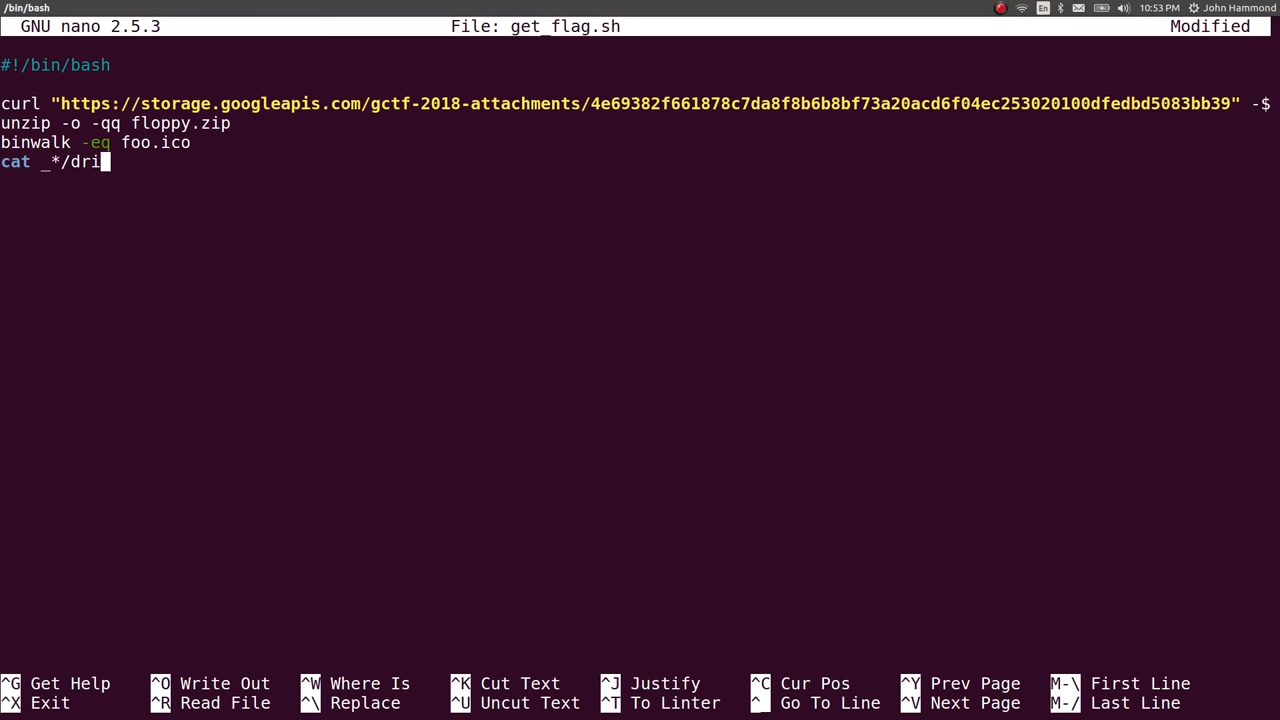 /bin/bash
En
10:53 PM
John Hammond
GNU nano 2.5.3 File: get_flag.sh Modified
#!/bin/bash
curl "https://storage.googleapis.com/gctf-2018-attachments/4e69382f661878c7da8f8b6b8bf73a20acd6f04ec253020100dfedbd5083bb39" -$
unzip -o -qq floppy.zip
binwalk -eq foo.ico
cat _*/dri
^G Get Help ^O Write Out ^W Where Is ^K Cut Text ^J Justify ^C Cur Pos ^Y Prev Page M-\ First Line
^X Exit ^R Read File ^\ Replace ^U Uncut Text ^T To Linter ^_ Go To Line ^V Next Page M-/ Last Line